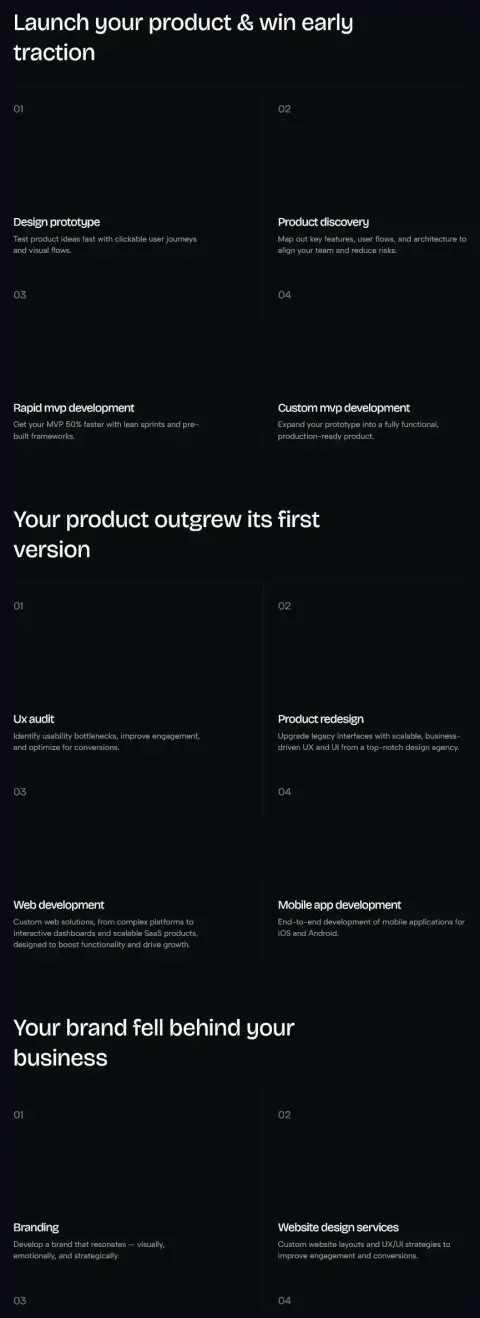 Launch your product & win early
traction
01
02
Design prototype
Test product ideas fast with clickable user journeys
and visual flows.
Product discovery
Map out key features, user flows, and architecture to
align your team and reduce risks.
03
04
Rapid mvp development
Get your MVP 50% faster with lean sprints and pre-
built frameworks.
Custom mvp development
Expand your prototype into a fully functional,
production-ready product.
Your product outgrew its first
version
01
02
Ux audit
Identify usability bottlenecks, improve engagement,
and optimize for conversions.
Product redesign
Upgrade legacy interfaces with scalable, business-
driven UX and UI from a top-notch design agency.
03
04
Web development
Custom web solutions, from complex platforms to
interactive dashboards and scalable SaaS products,
designed to boost functionality and drive growth.
Mobile app development
End-to-end development of mobile applications for
iOS and Android.
Your brand fell behind your
business
01
02
Branding
Develop a brand that resonates — visually,
emotionally, and strategically.
Website design services
Custom website layouts and UX/UI strategies to
improve engagement and conversions.
03
04